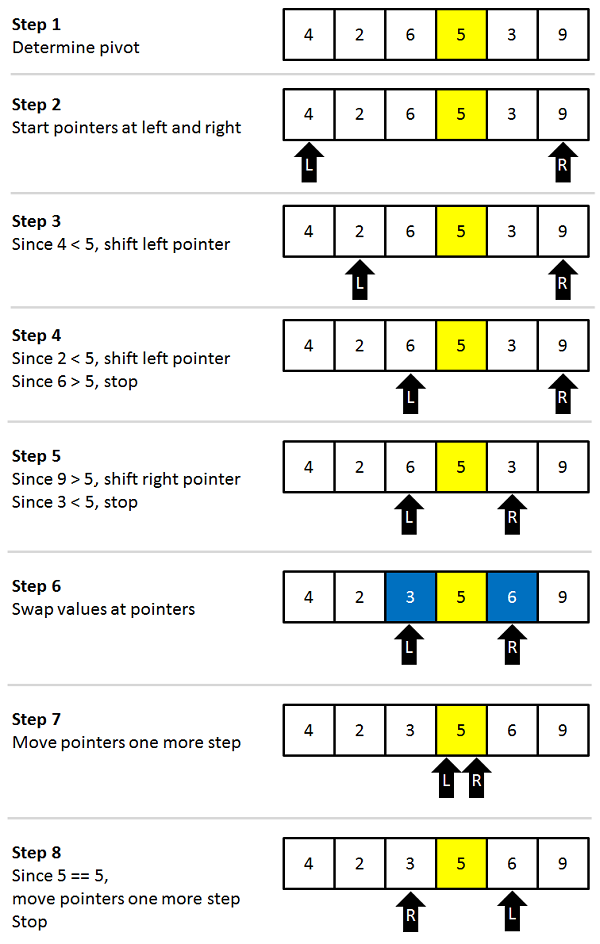 Step 1
Determine pivot
4 2 6 5 3 9
Step 2
Start pointers at left and right
4 2 6 5 3 9
L R
Step 3
Since 4 < 5, shift left pointer
4 2 6 5 3 9
L R
Step 4
Since 2 < 5, shift left pointer
Since 6 > 5, stop
4 2 6 5 3 9
L R
Step 5
Since 9 > 5, shift right pointer
Since 3 < 5, stop
4 2 6 5 3 9
L R
Step 6
Swap values at pointers
4 2 3 5 6 9
L R
Step 7
Move pointers one more step
4 2 3 5 6 9
L R
Step 8
Since 5 == 5,
move pointers one more step
Stop
4 2 3 5 6 9
R L